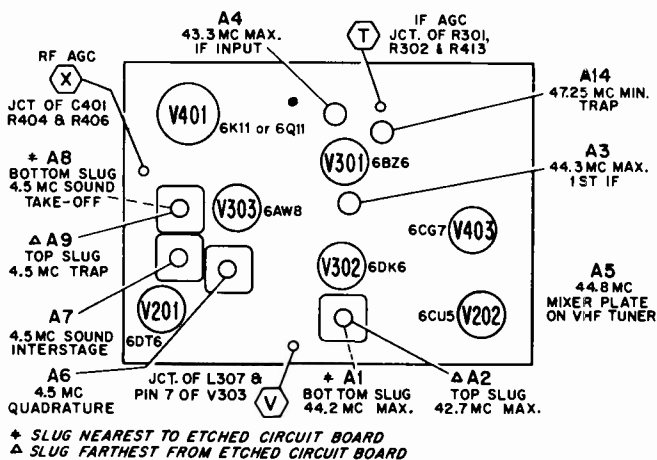 A4
43.3 MC MAX.
IF INPUT
IF AGC
JCT. OF R301,
R302 & R413
T
RF AGC
X
JCT OF C401
R404 & R406
A14
47.25 MC MIN.
TRAP
V401
6K11 or 6Q11
* A8
BOTTOM SLUG
4.5 MC SOUND
TAKE-OFF
V301
6BZ6
A3
44.3 MC MAX.
1ST IF
V303
6AW8
△ A9
TOP SLUG
4.5 MC TRAP
6CG7
V403
V302
6DK6
A5
44.8 MC
MIXER PLATE
ON VHF TUNER
A7
4.5 MC SOUND
INTERSTAGE
V201
6DT6
6CU5
V202
A6
4.5 MC
QUADRATURE
JCT. OF L307 &
PIN 7 OF V303
V
* A1
BOTTOM SLUG
44.2 MC MAX.
△ A2
TOP SLUG
42.7 MC MAX.
* SLUG NEAREST TO ETCHED CIRCUIT BOARD
△ SLUG FARTHEST FROM ETCHED CIRCUIT BOARD